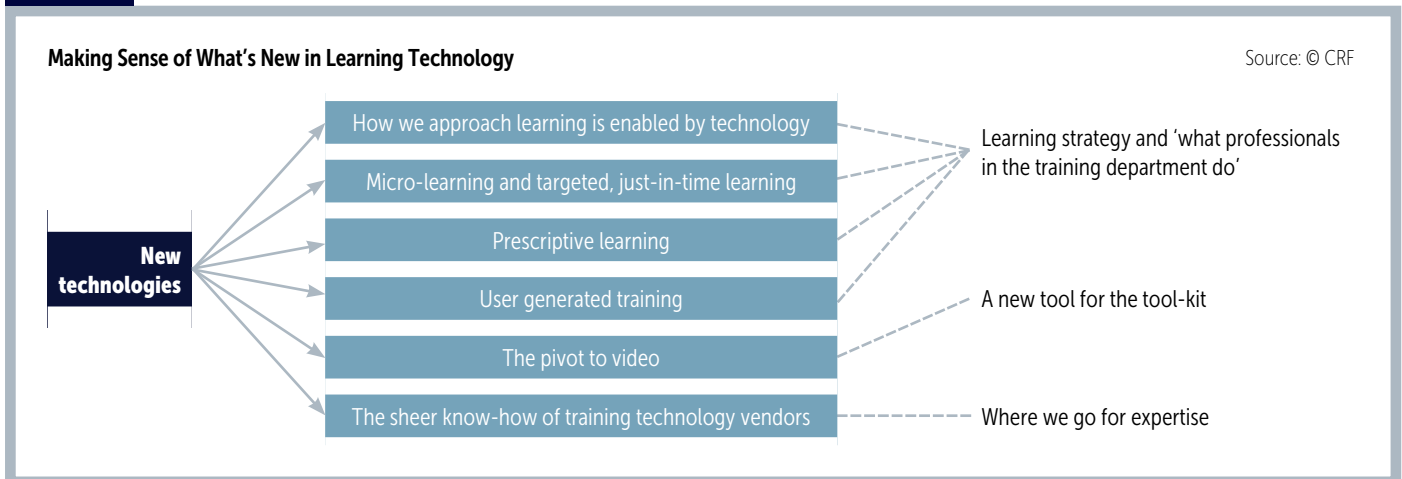 Making Sense of What's New in Learning Technology
Source: © CRF
New
technologies
How we approach learning is enabled by technology
Micro-learning and targeted, just-in-time learning
Prescriptive learning
User generated training
The pivot to video
The sheer know-how of training technology vendors
Learning strategy and ‘what professionals
in the training department do’
A new tool for the tool-kit
Where we go for expertise